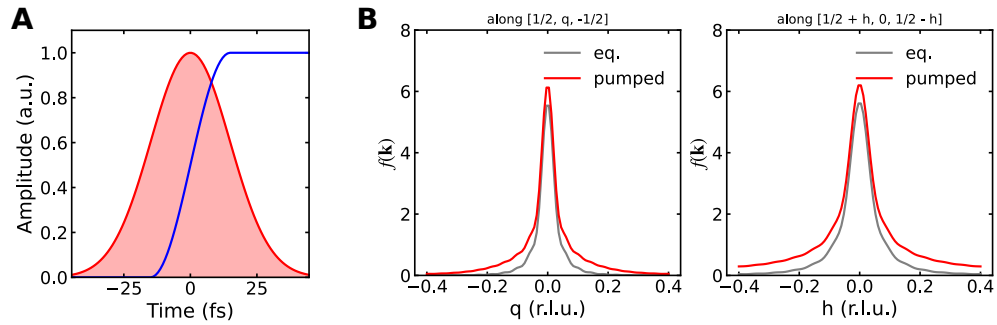 A
Amplitude (a.u.)
1.0
0.8
0.6
0.4
0.2
0.0
−25
0
25
Time (fs)
B
along [1/2, q, -1/2]
eq.
pumped
f(k)
8
6
4
2
0
−0.4
−0.2
0.0
0.2
0.4
q (r.l.u.)
along [1/2 + h, 0, 1/2 - h]
eq.
pumped
f(k)
8
6
4
2
0
−0.4
−0.2
0.0
0.2
0.4
h (r.l.u.)